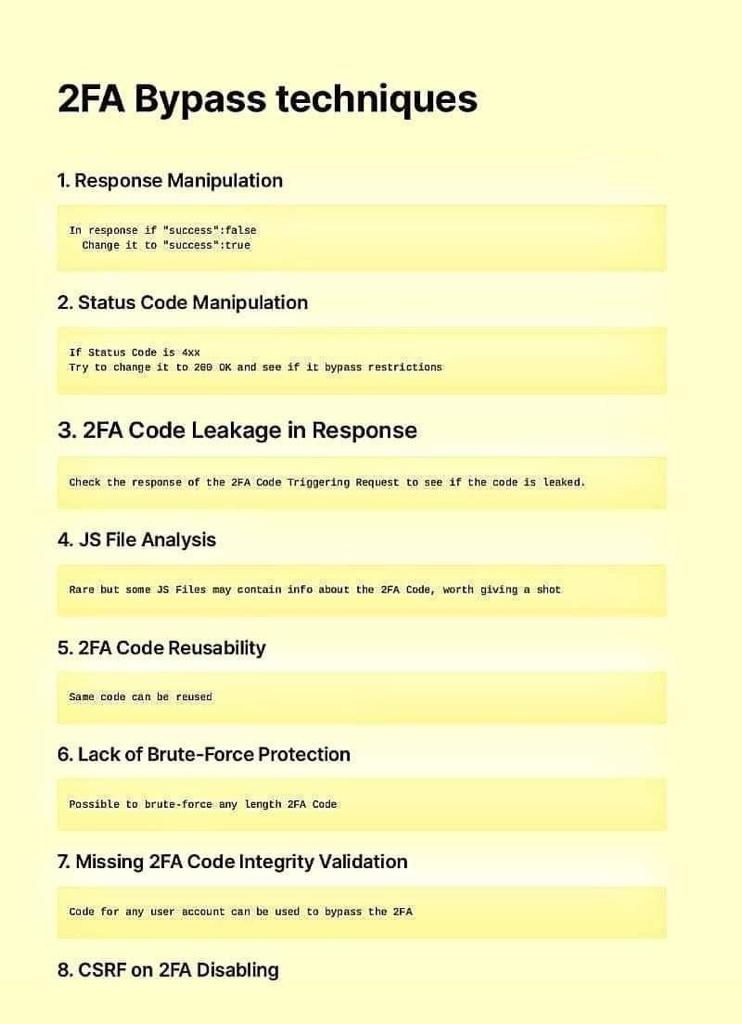 2FA Bypass techniques
1. Response Manipulation
In response if "success":false
Change it to "success":true
2. Status Code Manipulation
If Status Code is 4xx
Try to change it to 200 OK and see if it bypass restrictions
3. 2FA Code Leakage in Response
Check the response of the 2FA Code Triggering Request to see if the code is leaked.
4. JS File Analysis
Rare but some JS Files may contain info about the 2FA Code, worth giving a shot
5. 2FA Code Reusability
Same code can be reused
6. Lack of Brute-Force Protection
Possible to brute-force any length 2FA Code
7. Missing 2FA Code Integrity Validation
Code for any user account can be used to bypass the 2FA
8. CSRF on 2FA Disabling